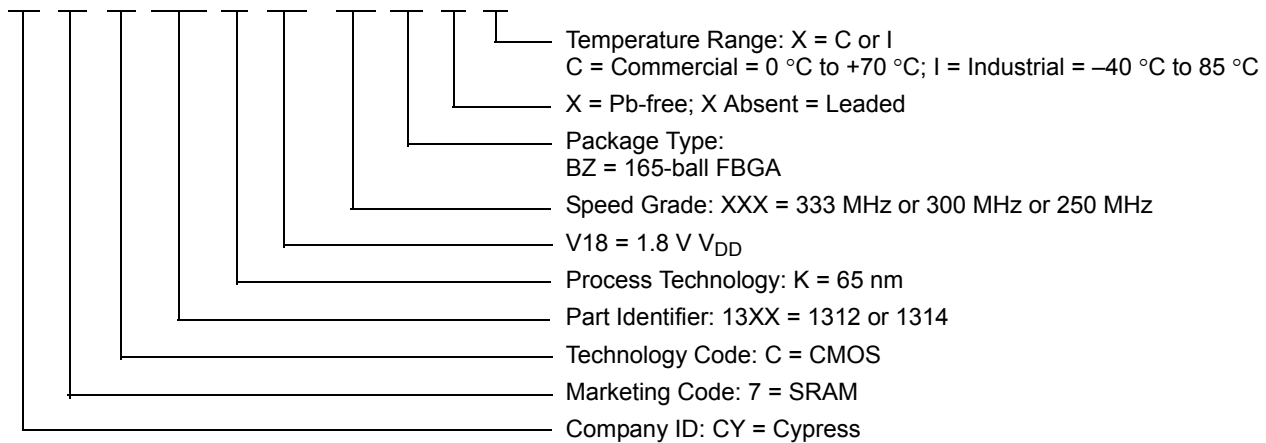 Temperature Range: X = C or I
C = Commercial = 0 °C to +70 °C; I = Industrial = –40 °C to 85 °C
X = Pb-free; X Absent = Leaded
Package Type:
BZ = 165-ball FBGA
Speed Grade: XXX = 333 MHz or 300 MHz or 250 MHz
V18 = 1.8 V VDD
Process Technology: K = 65 nm
Part Identifier: 13XX = 1312 or 1314
Technology Code: C = CMOS
Marketing Code: 7 = SRAM
Company ID: CY = Cypress